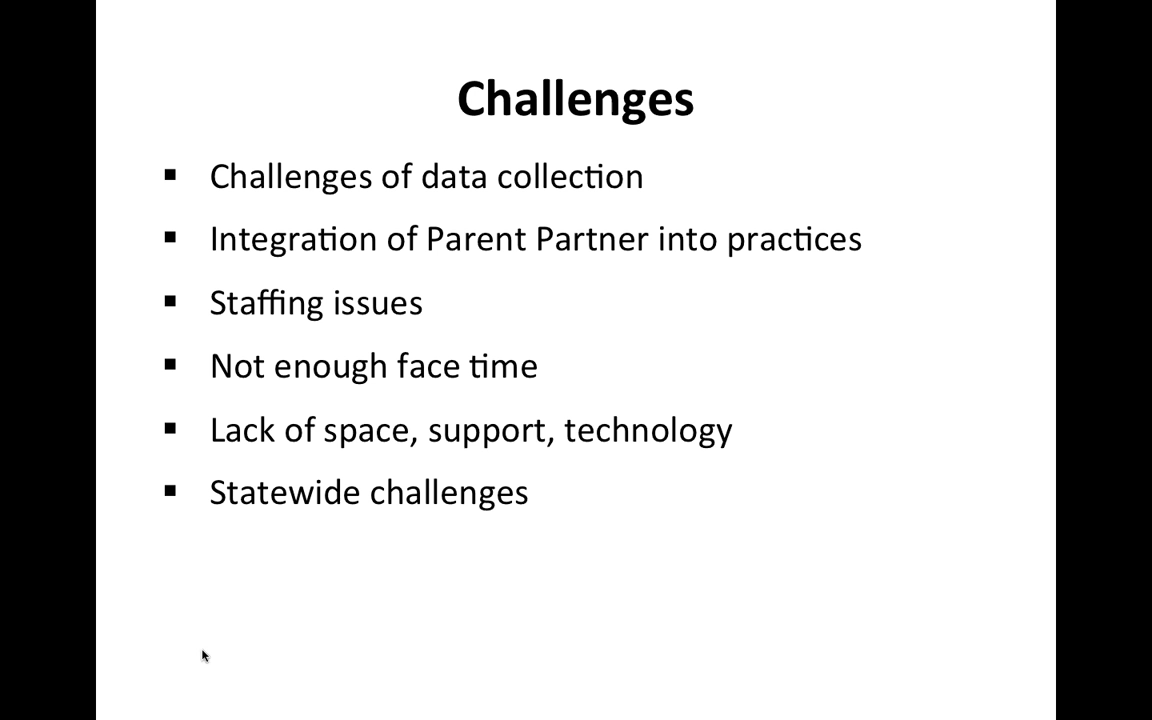 Challenges
▪ Challenges of data collection
▪ Integration of Parent Partner into practices
▪ Staffing issues
▪ Not enough face time
▪ Lack of space, support, technology
▪ Statewide challenges